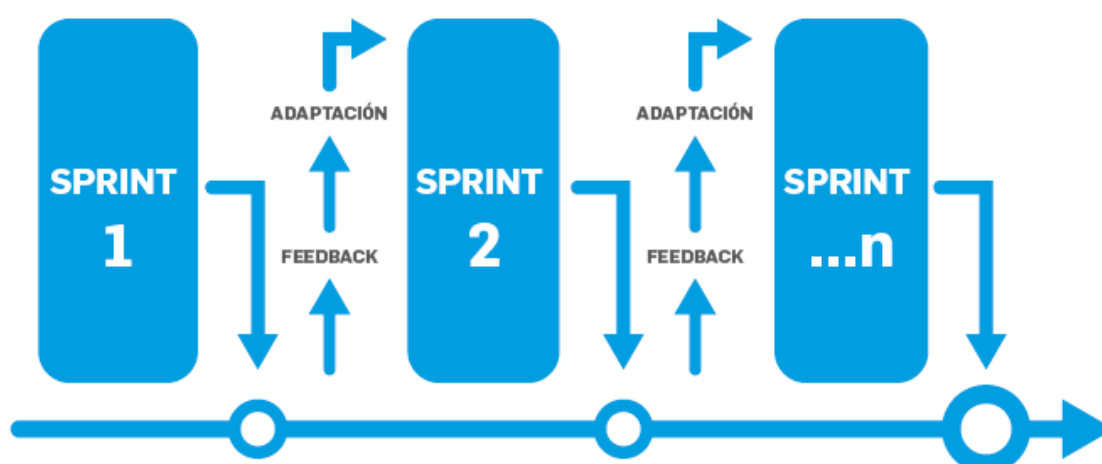 SPRINT
1
ADAPTACIÓN
FEEDBACK
SPRINT
2
ADAPTACIÓN
FEEDBACK
SPRINT
...n